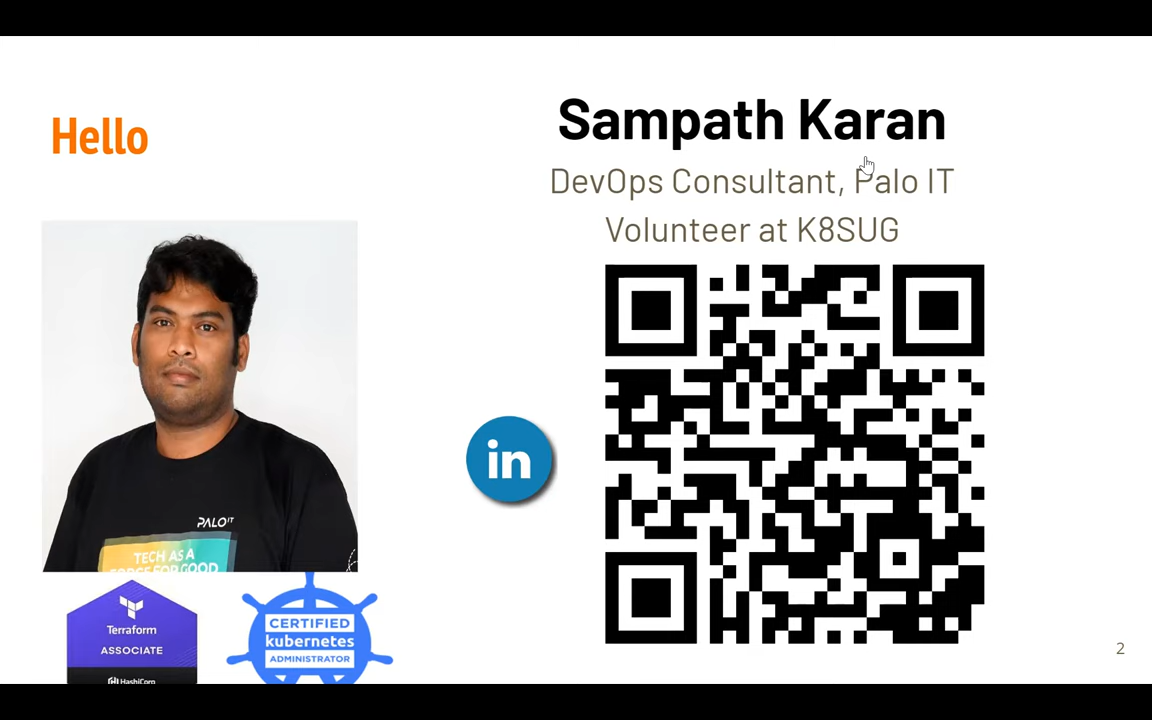 Hello
Sampath Karan
DevOps Consultant, Palo IT
Volunteer at K8SUG
in
PALO IT
TECH AS A
FORCE FOR GOOD
Terraform
ASSOCIATE
HashiCorp
CERTIFIED
kubernetes
ADMINISTRATOR
2